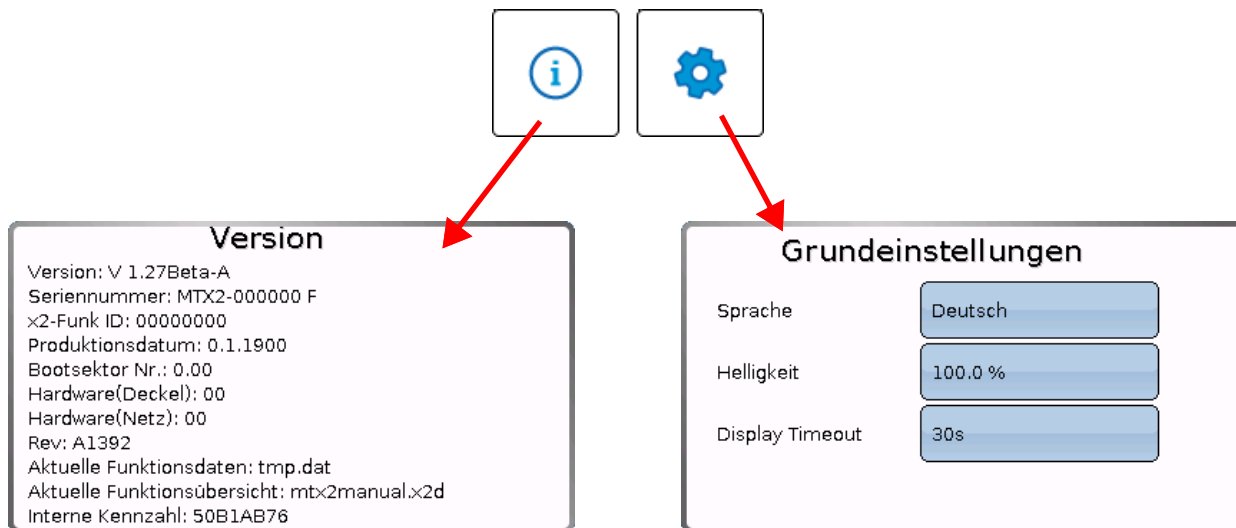 i
Version
Version: V 1.27Beta-A
Seriennummer: MTX2-000000 F
x2-Funk ID: 00000000
Produktionsdatum: 0.1.1900
Bootsektor Nr.: 0.00
Hardware(Deckel): 00
Hardware(Netz): 00
Rev: A1392
Aktuelle Funktionsdaten: tmp.dat
Aktuelle Funktionsübersicht: mtx2manual.x2d
Interne Kennzahl: 50B1AB76
Grundeinstellungen
Sprache Deutsch
Helligkeit 100.0 %
Display Timeout 30s